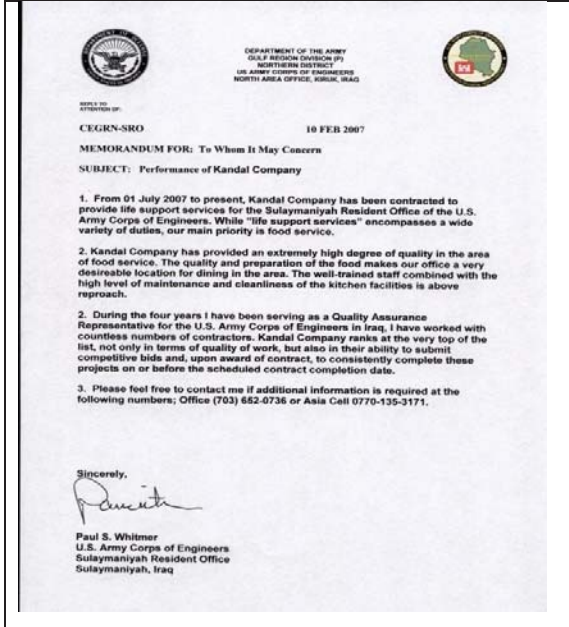 DEPARTMENT OF THE ARMY
GULF REGION DIVISION (P)
NORTHERN DISTRICT
US ARMY CORPS OF ENGINEERS
NORTH AREA OFFICE, KIRUK, IRAQ
REPLY TO
ATTENTION OF:
CEGRN-SRO 10 FEB 2007
MEMORANDUM FOR: To Whom It May Concern
SUBJECT: Performance of Kandal Company
1. From 01 July 2007 to present, Kandal Company has been contracted to
provide life support services for the Sulaymaniyah Resident Office of the U.S.
Army Corps of Engineers. While "life support services" encompasses a wide
variety of duties, our main priority is food service.
2. Kandal Company has provided an extremely high degree of quality in the area
of food service. The quality and preparation of the food makes our office a very
desireable location for dining in the area. The well-trained staff combined with the
high level of maintenance and cleanliness of the kitchen facilities is above
reproach.
2. During the four years I have been serving as a Quality Assurance
Representative for the U.S. Army Corps of Engineers in Iraq, I have worked with
countless numbers of contractors. Kandal Company ranks at the very top of the
list, not only in terms of quality of work, but also in their ability to submit
competitive bids and, upon award of contract, to consistently complete these
projects on or before the scheduled contract completion date.
3. Please feel free to contact me if additional information is required at the
following numbers; Office (703) 652-0736 or Asia Cell 0770-135-3171.
Sincerely,
Paul S. Whitmer
U.S. Army Corps of Engineers
Sulaymaniyah Resident Office
Sulaymaniyah, Iraq